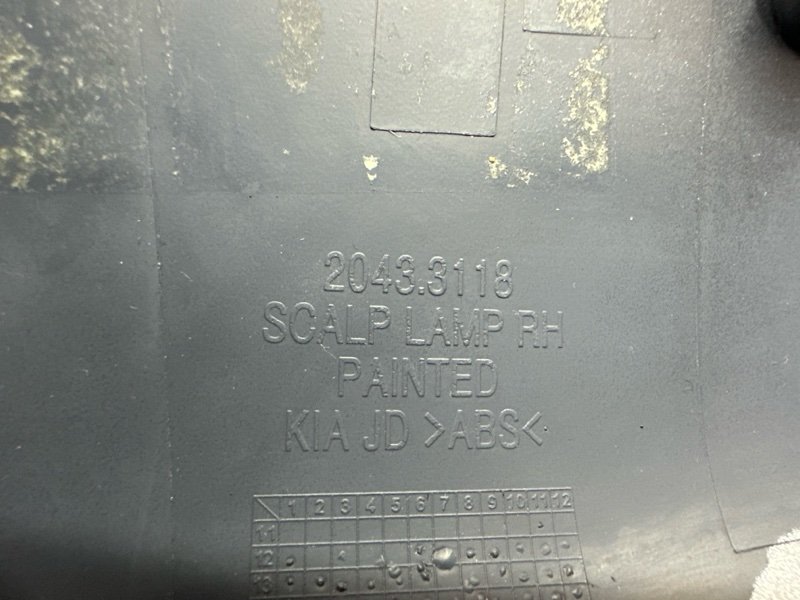 2043.3118
SCALP LAMP RH
PAINTED
KIA JD >ABS<
1 2 3 4 5 6 7 8 9 10 11 12
11
12
13